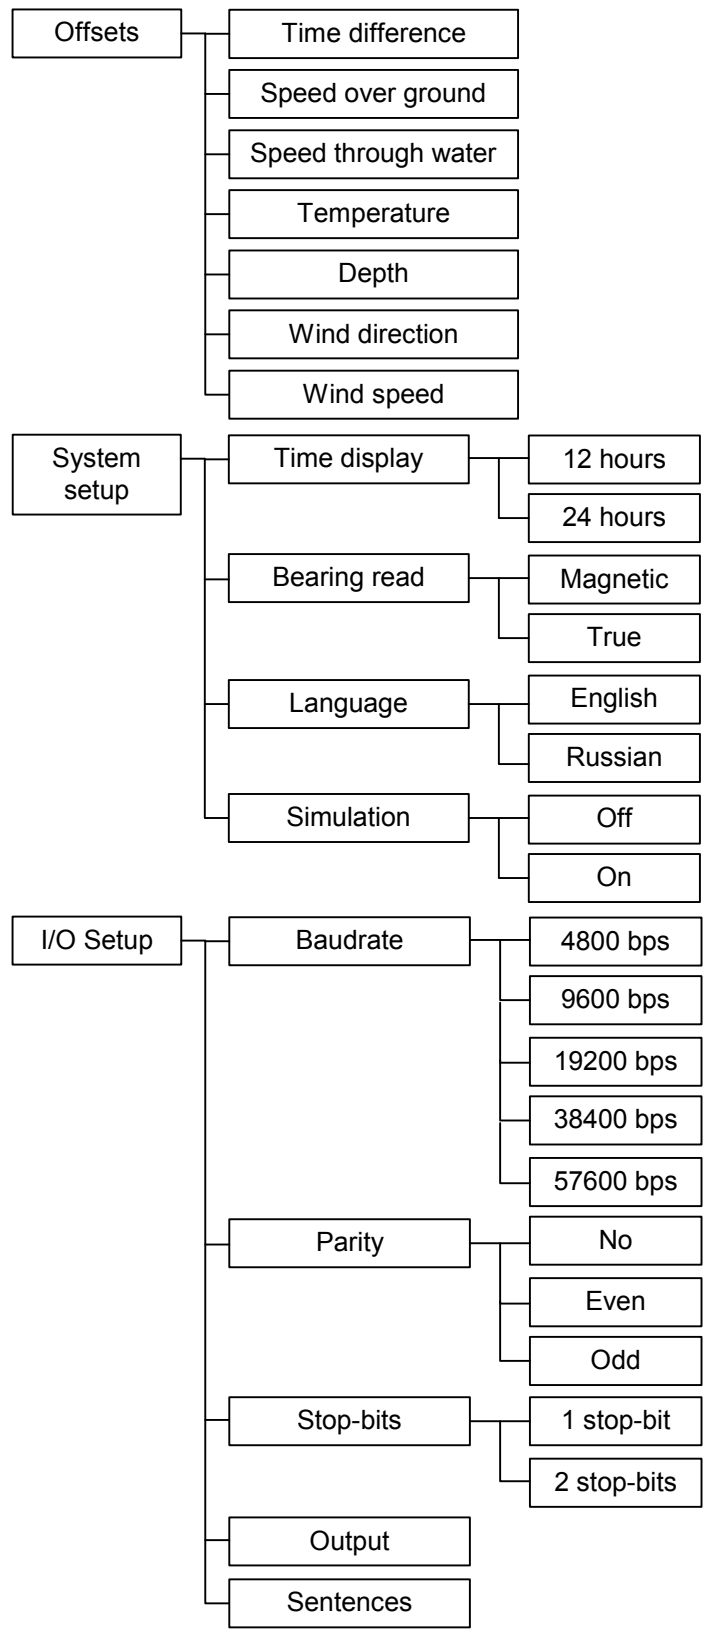 Offsets
Time difference
Speed over ground
Speed through water
Temperature
Depth
Wind direction
Wind speed
System
setup
Time display
12 hours
24 hours
Bearing read
Magnetic
True
Language
English
Russian
Simulation
Off
On
I/O Setup
Baudrate
4800 bps
9600 bps
19200 bps
38400 bps
57600 bps
Parity
No
Even
Odd
Stop-bits
1 stop-bit
2 stop-bits
Output
Sentences